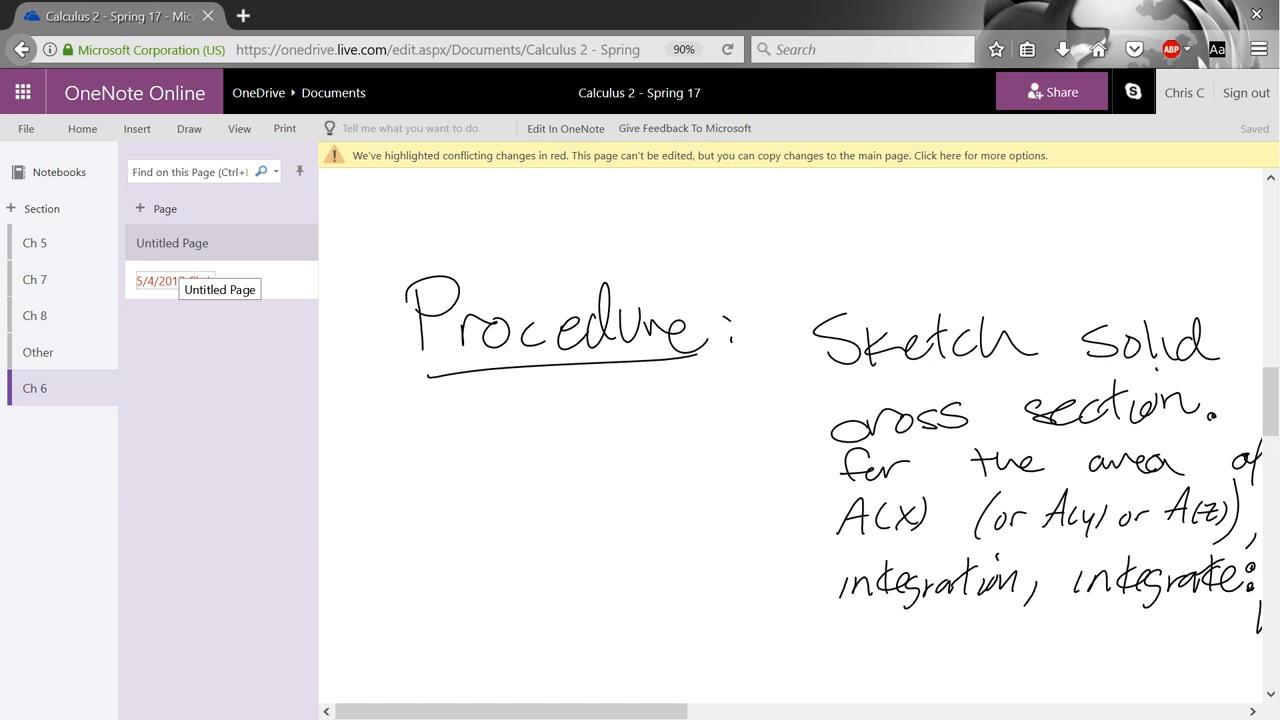 Calculus 2 - Spring 17 - Mic
Microsoft Corporation (US)
https://onedrive.live.com/edit.aspx/Documents/Calculus 2 - Spring
90%
Search
ABP
Aa
OneNote Online
OneDrive
Documents
Calculus 2 - Spring 17
Share
Chris C
Sign out
File
Home
Insert
Draw
View
Print
Tell me what you want to do
Edit In OneNote
Give Feedback To Microsoft
Saved
We've highlighted conflicting changes in red. This page can't be edited, but you can copy changes to the main page. Click here for more options.
Notebooks
Find on this Page (Ctrl+
+ Section
+ Page
Ch 5
Untitled Page
Ch 7
5/4/201
Untitled Page
Ch 8
Other
Ch 6
Procedure: Sketch solid
cross section.
for the area of
A(x) (or A(y) or A(z)),
integration, integrate: